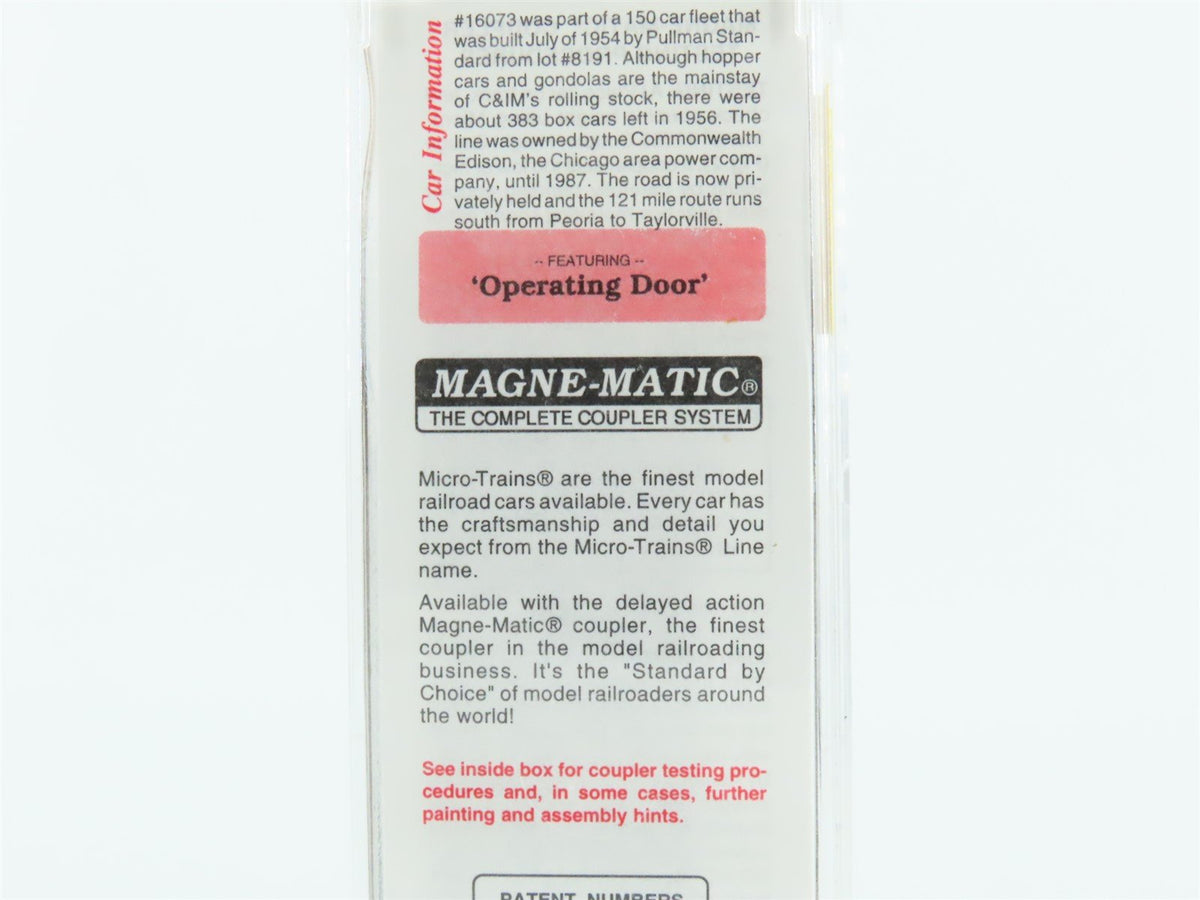 Car Information
#16073 was part of a 150 car fleet that
was built July of 1954 by Pullman Stan-
dard from lot #8191. Although hopper
cars and gondolas are the mainstay
of C&IM's rolling stock, there were
about 383 box cars left in 1956. The
line was owned by the Commonwealth
Edison, the Chicago area power com-
pany, until 1987. The road is now pri-
vately held and the 121 mile route runs
south from Peoria to Taylorville.
-- FEATURING --
'Operating Door'
MAGNE-MATIC®
THE COMPLETE COUPLER SYSTEM
Micro-Trains® are the finest model
railroad cars available. Every car has
the craftsmanship and detail you
expect from the Micro-Trains® Line
name.
Available with the delayed action
Magne-Matic® coupler, the finest
coupler in the model railroading
business. It's the "Standard by
Choice" of model railroaders around
the world!
See inside box for coupler testing pro-
cedures and, in some cases, further
painting and assembly hints.
PATENT NUMBERS